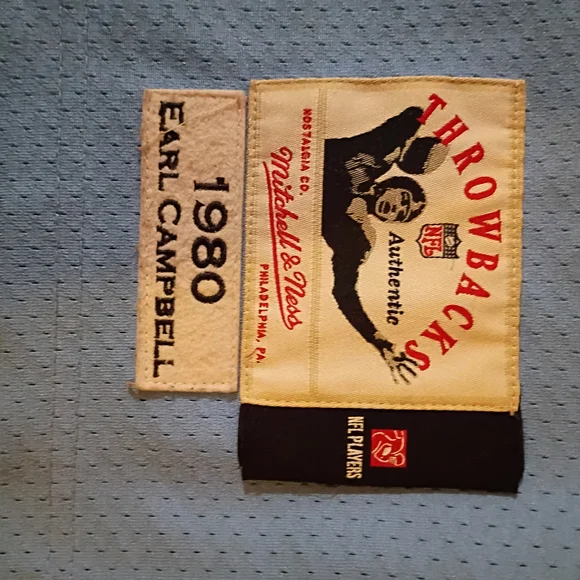 THROWBACKS
NFL
Authentic
NOSTALGIA CO.
Mitchell & Ness
PHILADELPHIA, PA.
NFL PLAYERS
1980
EARL CAMPBELL